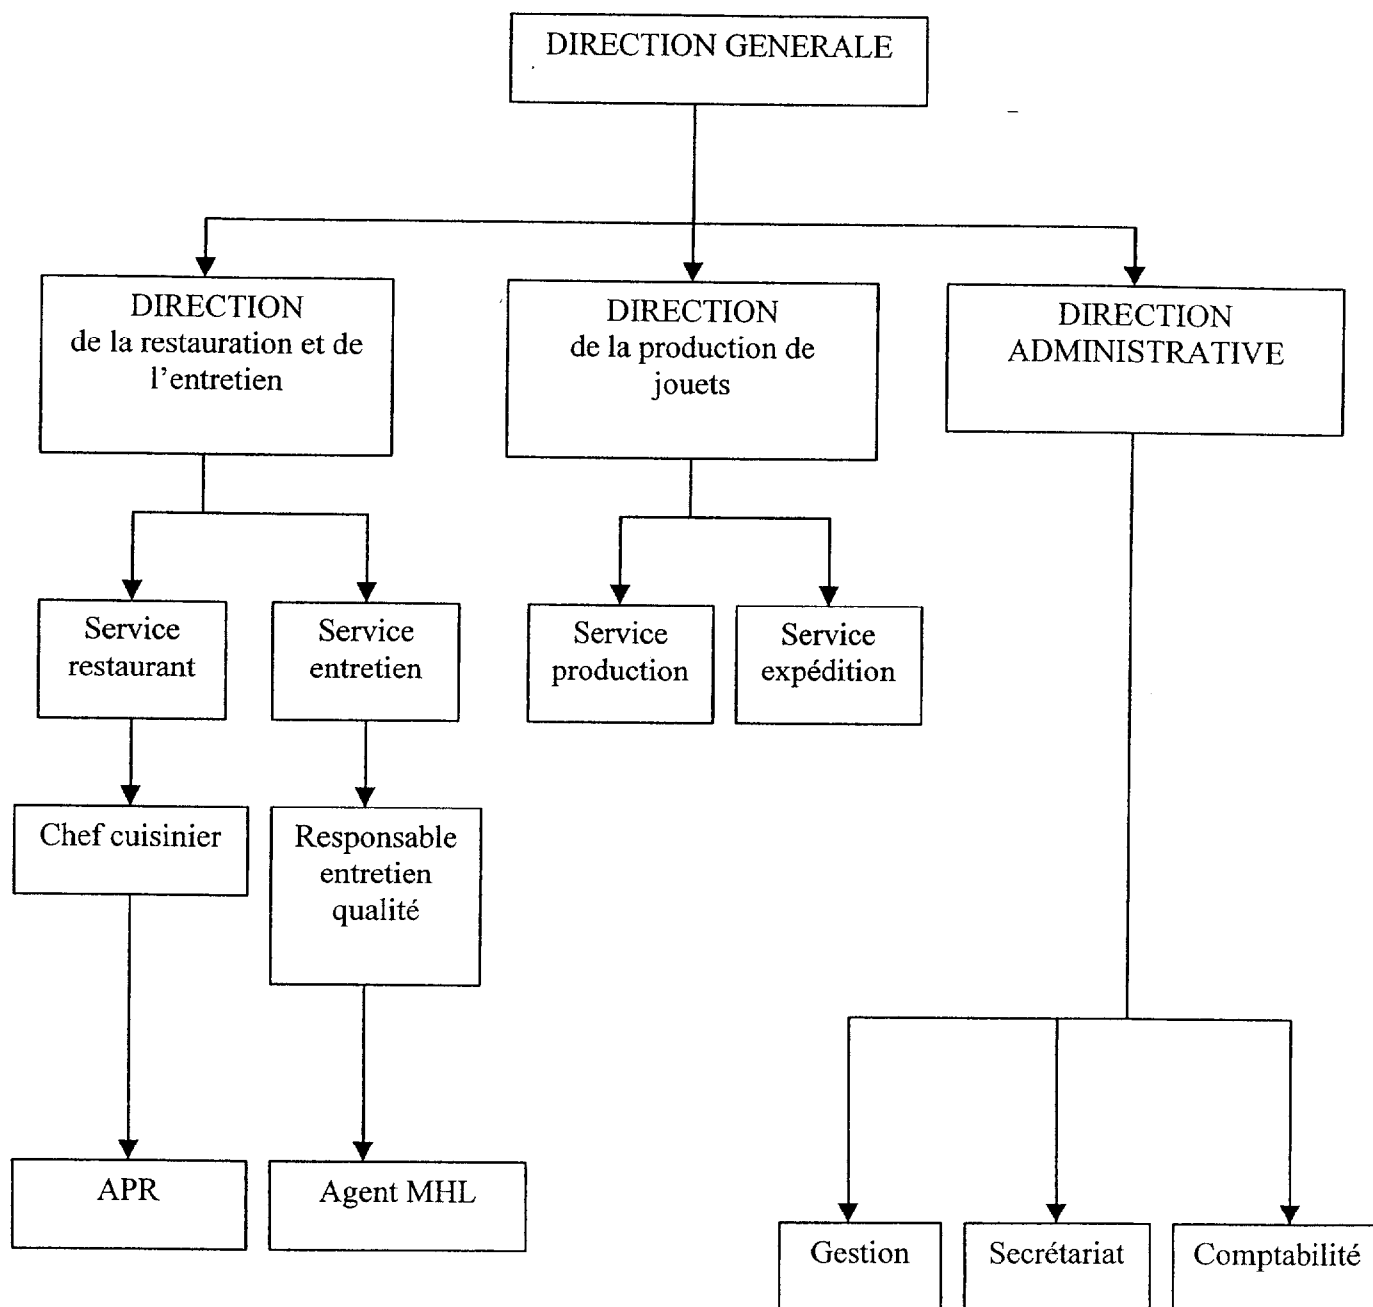 DIRECTION GENERALE
DIRECTION
de la restauration et de
l’entretien
DIRECTION
de la production de
jouets
DIRECTION
ADMINISTRATIVE
Service
restaurant
Service
entretien
Service
production
Service
expédition
Chef cuisinier
Responsable
entretien
qualité
APR
Agent MHL
Gestion
Secrétariat
Comptabilité